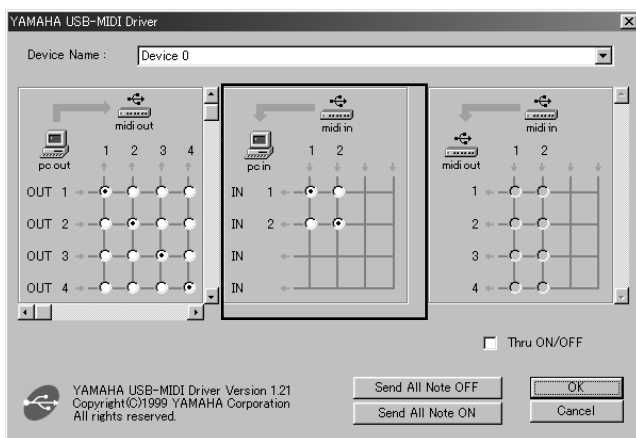 YAMAHA USB-MIDI Driver
Device Name :
Device 0
midi out
pc out
1 2 3 4
OUT 1
OUT 2
OUT 3
OUT 4
midi in
pc in
1 2
IN 1
IN 2
IN
IN
midi in
midi out
1 2
1
2
3
4
Thru ON/OFF
YAMAHA USB-MIDI Driver Version 1.21
Copyright(C)1999 YAMAHA Corporation
All rights reserved.
Send All Note OFF
Send All Note ON
OK
Cancel